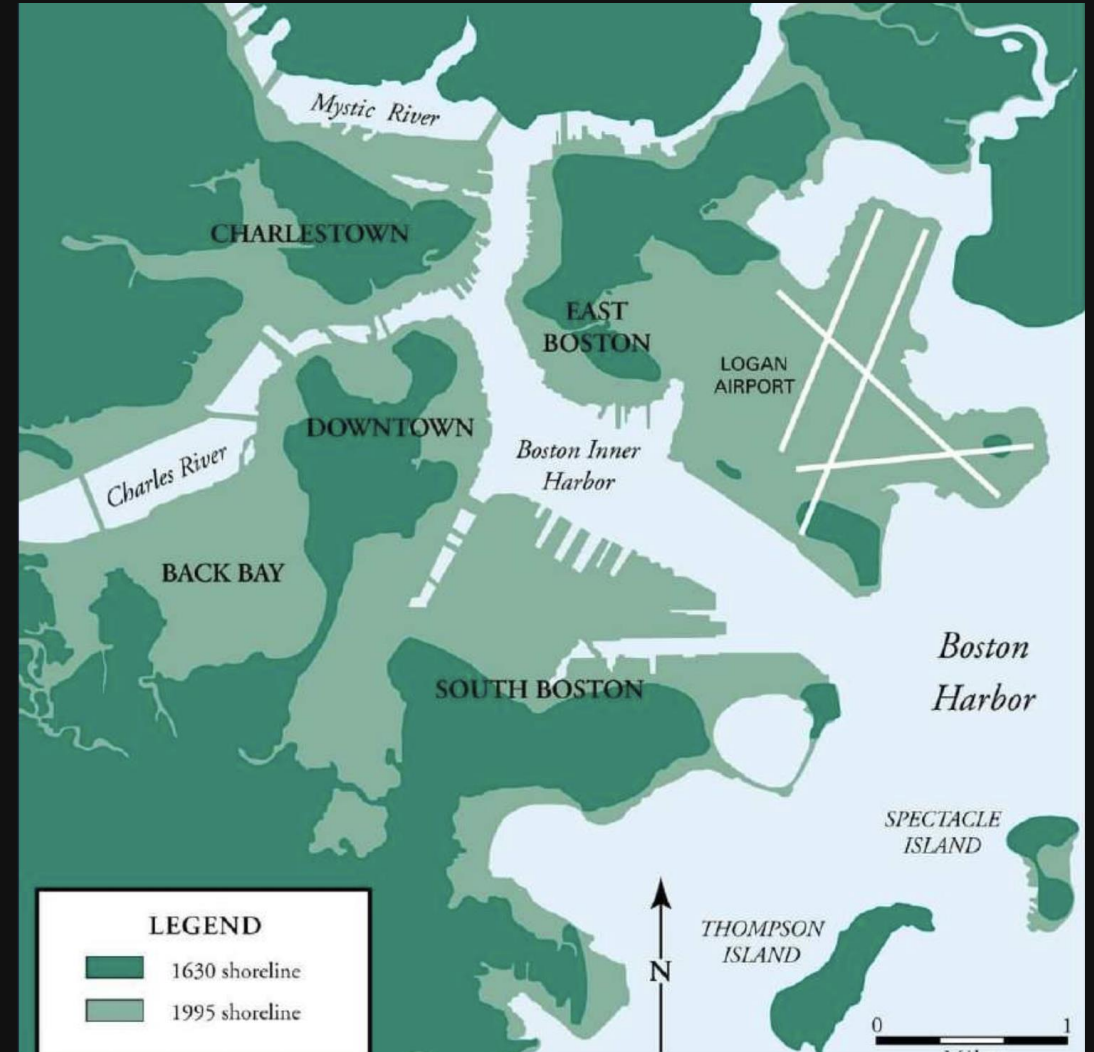 Mystic River
CHARLESTOWN
EAST
BOSTON
LOGAN
AIRPORT
DOWNTOWN
Boston Inner
Harbor
Charles River
BACK BAY
Boston
Harbor
SOUTH BOSTON
SPECTACLE
ISLAND
THOMPSON
ISLAND
LEGEND
1630 shoreline
1995 shoreline
N
0 1